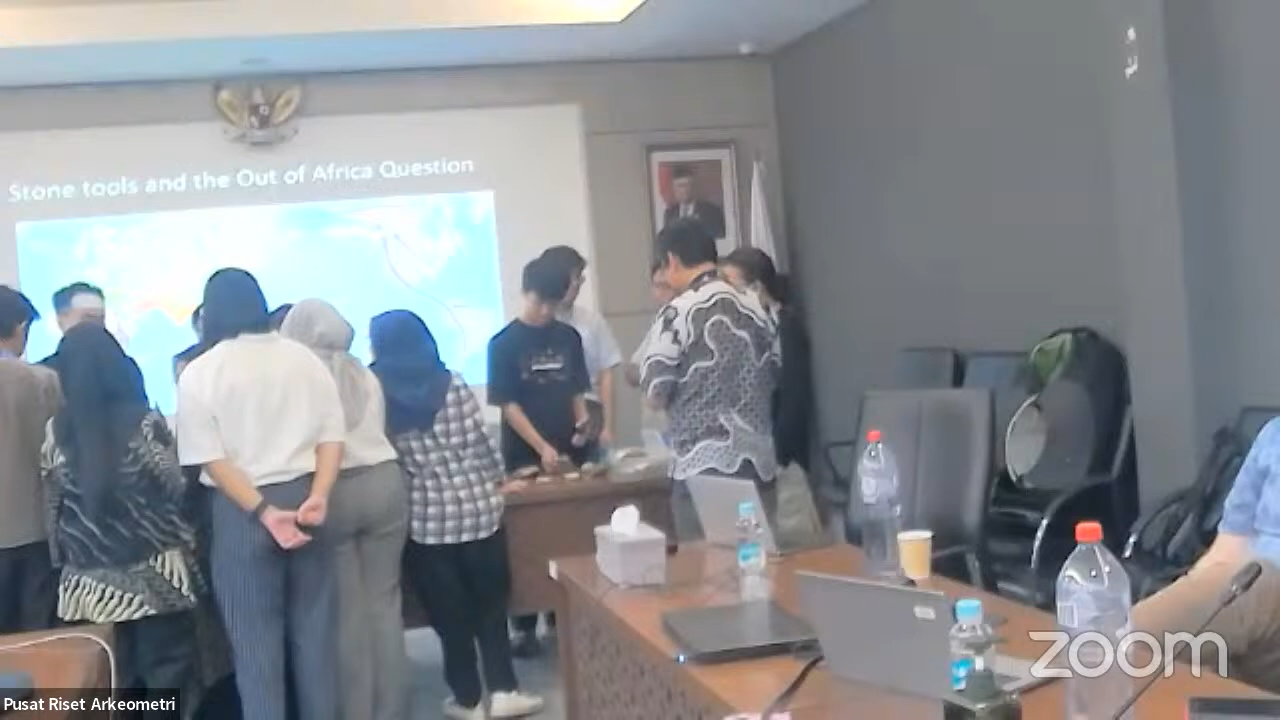 Stone tools and the Out of Africa Question
zoom
Pusat Riset Arkeometri